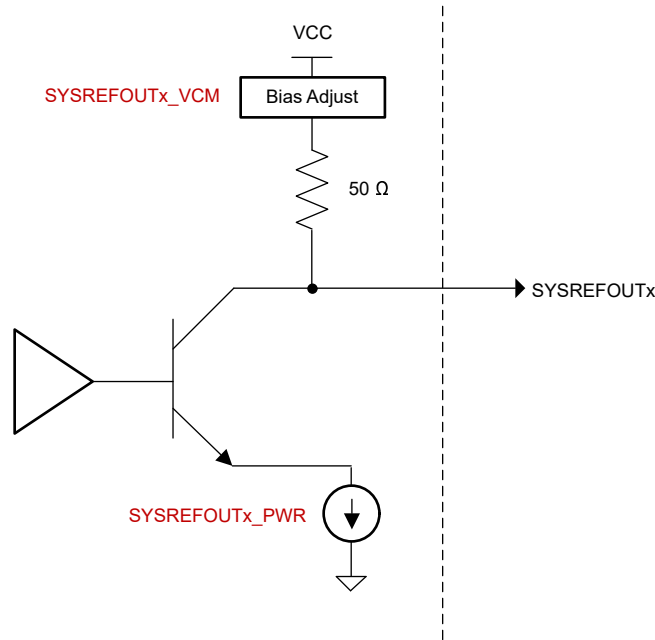 VCC
SYSREFOUTx_VCM
Bias Adjust
50 Ω
SYSREFOUTx
SYSREFOUTx_PWR